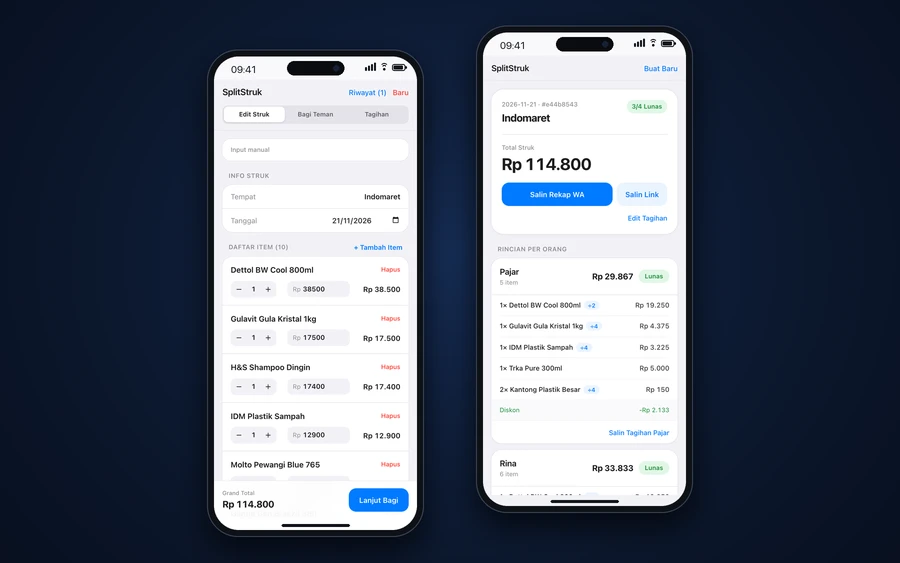 09:41
SplitStruk
Riwayat (1) Baru
Edit Struk Bagi Teman Tagihan
Input manual
INFO STRUK
Tempat Indomaret
Tanggal 21/11/2026
DAFTAR ITEM (10) + Tambah Item
Dettol BW Cool 800ml Hapus
− 1 + Rp 38500 Rp 38.500
Gulavit Gula Kristal 1kg Hapus
− 1 + Rp 17500 Rp 17.500
H&S Shampoo Dingin Hapus
− 1 + Rp 17400 Rp 17.400
IDM Plastik Sampah Hapus
− 1 + Rp 12900 Rp 12.900
Molto Pewangi Blue 765 Hapus
Grand Total
Rp 114.800
Lanjut Bagi
09:41
SplitStruk Buat Baru
2026-11-21 · #e44b8543
Indomaret
3/4 Lunas
Total Struk
Rp 114.800
Salin Rekap WA Salin Link
Edit Tagihan
RINCIAN PER ORANG
Pajar
5 item
Rp 29.867 Lunas
1× Dettol BW Cool 800ml ÷2 Rp 19.250
1× Gulavit Gula Kristal 1kg ÷4 Rp 4.375
1× IDM Plastik Sampah ÷4 Rp 3.225
1× Trka Pure 300ml Rp 5.000
2× Kantong Plastik Besar ÷4 Rp 150
Diskon -Rp 2.133
Salin Tagihan Pajar
Rina
6 item
Rp 33.833 Lunas